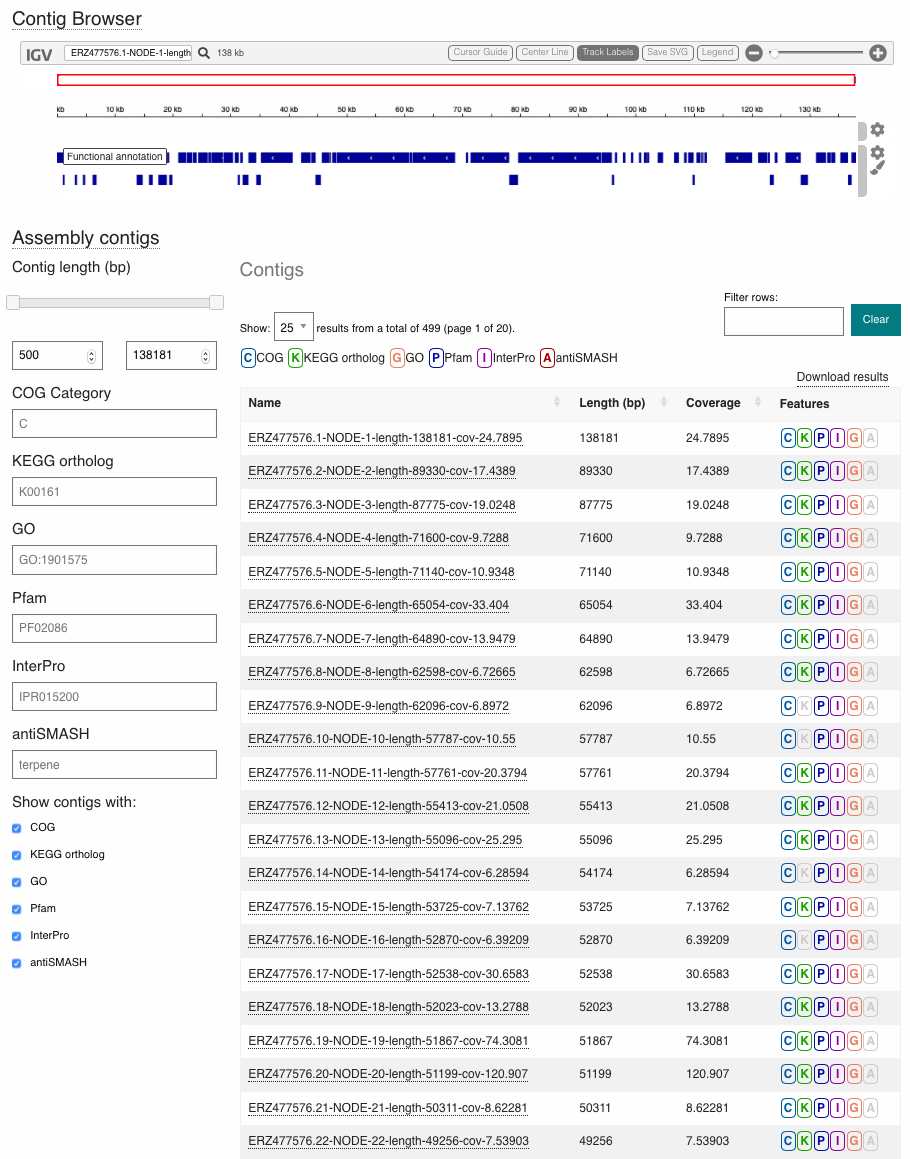 Contig Browser
IGV ERZ477576.1-NODE-1-length 138 kb Cursor Guide Center Line Track Labels Save SVG Legend
kb 10 kb 20 kb 30 kb 40 kb 50 kb 60 kb 70 kb 80 kb 90 kb 100 kb 110 kb 120 kb 130 kb
Functional annotation
Assembly contigs
Contig length (bp)
500 138181
COG Category
C
KEGG ortholog
K00161
GO
GO:1901575
Pfam
PF02086
InterPro
IPR015200
antiSMASH
terpene
Show contigs with:
COG
KEGG ortholog
GO
Pfam
InterPro
antiSMASH
Contigs
Filter rows:
Clear
Show: 25 results from a total of 499 (page 1 of 20).
C COG K KEGG ortholog G GO P Pfam I InterPro A antiSMASH
Download results
Name Length (bp) Coverage Features
ERZ477576.1-NODE-1-length-138181-cov-24.7895 138181 24.7895 C K P I G A
ERZ477576.2-NODE-2-length-89330-cov-17.4389 89330 17.4389 C K P I G A
ERZ477576.3-NODE-3-length-87775-cov-19.0248 87775 19.0248 C K P I G A
ERZ477576.4-NODE-4-length-71600-cov-9.7288 71600 9.7288 C K P I G A
ERZ477576.5-NODE-5-length-71140-cov-10.9348 71140 10.9348 C K P I G A
ERZ477576.6-NODE-6-length-65054-cov-33.404 65054 33.404 C K P I G A
ERZ477576.7-NODE-7-length-64890-cov-13.9479 64890 13.9479 C K P I G A
ERZ477576.8-NODE-8-length-62598-cov-6.72665 62598 6.72665 C K P I G A
ERZ477576.9-NODE-9-length-62096-cov-6.8972 62096 6.8972 C K P I G A
ERZ477576.10-NODE-10-length-57787-cov-10.55 57787 10.55 C K P I G A
ERZ477576.11-NODE-11-length-57761-cov-20.3794 57761 20.3794 C K P I G A
ERZ477576.12-NODE-12-length-55413-cov-21.0508 55413 21.0508 C K P I G A
ERZ477576.13-NODE-13-length-55096-cov-25.295 55096 25.295 C K P I G A
ERZ477576.14-NODE-14-length-54174-cov-6.28594 54174 6.28594 C K P I G A
ERZ477576.15-NODE-15-length-53725-cov-7.13762 53725 7.13762 C K P I G A
ERZ477576.16-NODE-16-length-52870-cov-6.39209 52870 6.39209 C K P I G A
ERZ477576.17-NODE-17-length-52538-cov-30.6583 52538 30.6583 C K P I G A
ERZ477576.18-NODE-18-length-52023-cov-13.2788 52023 13.2788 C K P I G A
ERZ477576.19-NODE-19-length-51867-cov-74.3081 51867 74.3081 C K P I G A
ERZ477576.20-NODE-20-length-51199-cov-120.907 51199 120.907 C K P I G A
ERZ477576.21-NODE-21-length-50311-cov-8.62281 50311 8.62281 C K P I G A
ERZ477576.22-NODE-22-length-49256-cov-7.53903 49256 7.53903 C K P I G A